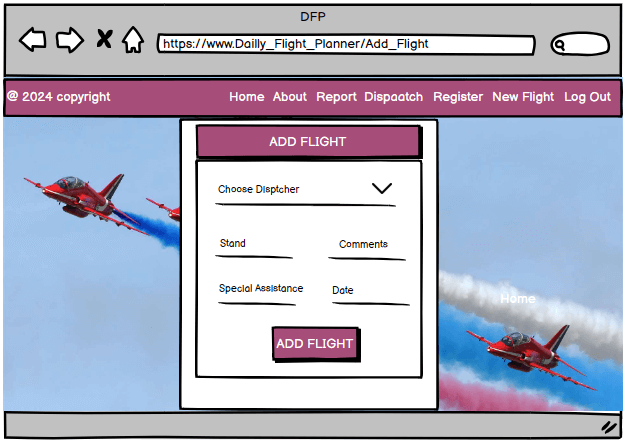 DFP
https://www.Dailly_Flight_Planner/Add_Flight
@ 2024 copyright Home About Report Dispaatch Register New Flight Log Out
ADD FLIGHT
Choose Disptcher
Stand Comments
Special Assistance Date
Home
ADD FLIGHT